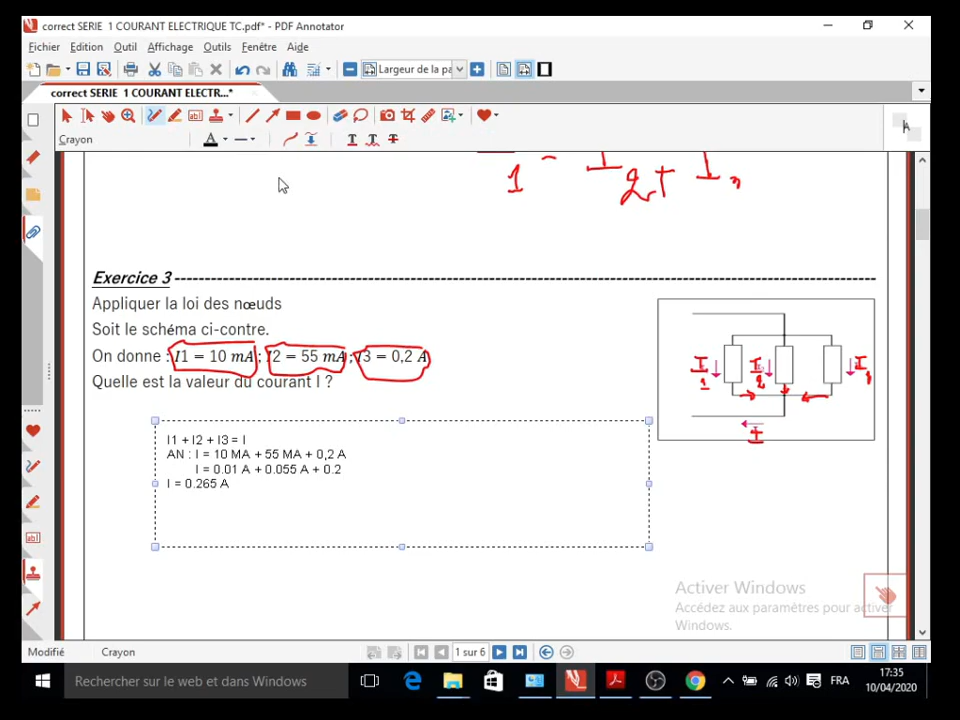 correct SERIE 1 COURANT ELECTRIQUE TC.pdf* - PDF Annotator
Fichier Edition Outil Affichage Outils Fenêtre Aide
Largeur de la pa
correct SERIE 1 COURANT ELECTR...*
Crayon
A
1 = I 2 + I
Exercice 3
Appliquer la loi des nœuds
Soit le schéma ci-contre.
On donne : I1 = 10 mA ; I2 = 55 mA ; I3 = 0,2 A
Quelle est la valeur du courant I ?
I1 I2 I
I
I1 + I2 + I3 = I
AN : I = 10 MA + 55 MA + 0,2 A
I = 0.01 A + 0.055 A + 0.2
I = 0.265 A
Activer Windows
Accédez aux paramètres pour activer
Windows.
Modifié Crayon 1 sur 6
Rechercher sur le web et dans Windows
FRA
17:35
10/04/2020